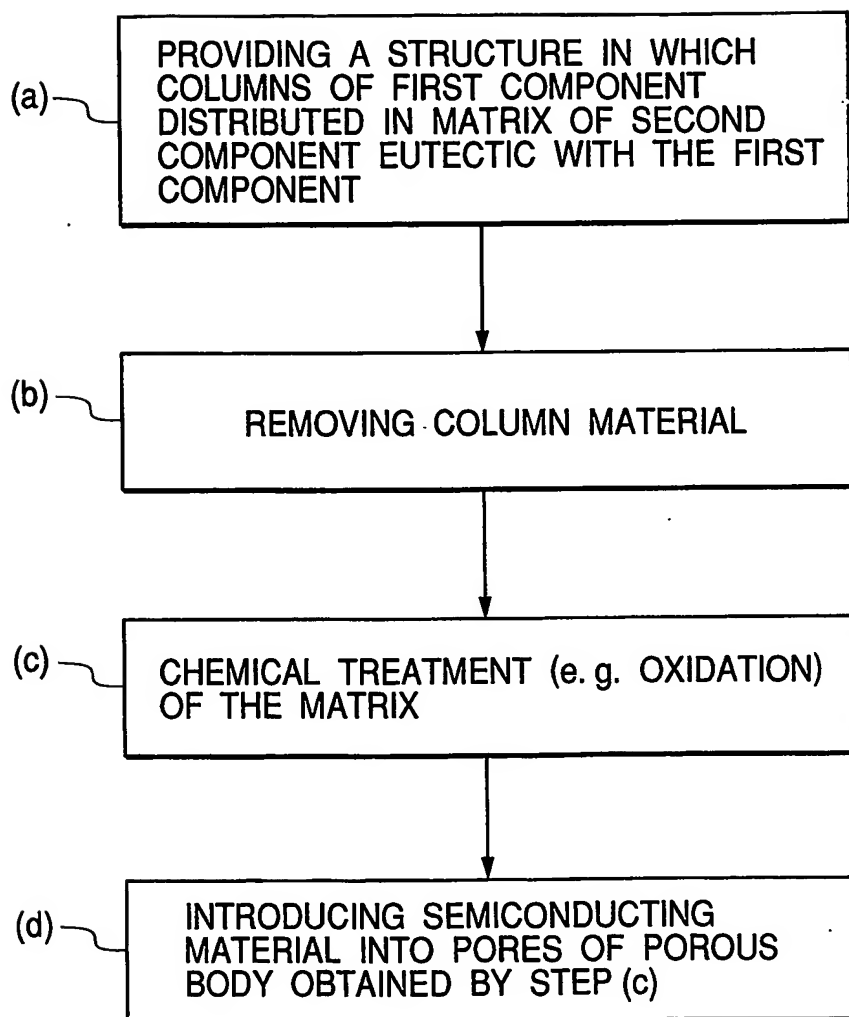 (a)
PROVIDING A STRUCTURE IN WHICH
COLUMNS OF FIRST COMPONENT
DISTRIBUTED IN MATRIX OF SECOND
COMPONENT EUTECTIC WITH THE FIRST
COMPONENT
(b)
REMOVING COLUMN MATERIAL
(c)
CHEMICAL TREATMENT (e. g. OXIDATION)
OF THE MATRIX
(d)
INTRODUCING SEMICONDUCTING
MATERIAL INTO PORES OF POROUS
BODY OBTAINED BY STEP (c)